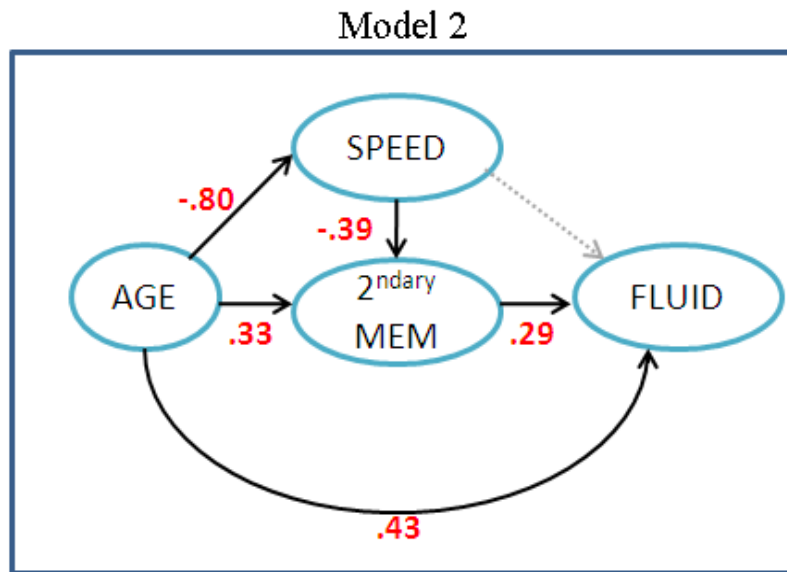 Model 2
SPEED
-.80
-.39
AGE
2ndary
MEM
FLUID
.33
.29
.43